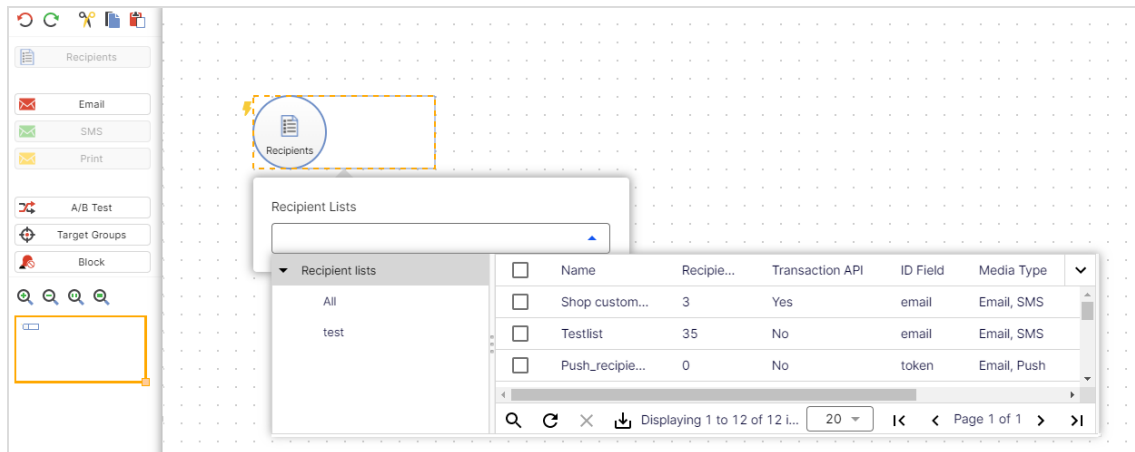 Recipients
Email
SMS
Print
A/B Test
Target Groups
Block
Recipients
Recipient Lists
Recipient lists
All
test
Name Recipie... Transaction API ID Field Media Type
Shop custom... 3 Yes email Email, SMS
Testlist 35 No email Email, SMS
Push_recipie... 0 No token Email, Push
Displaying 1 to 12 of 12 i... 20 Page 1 of 1